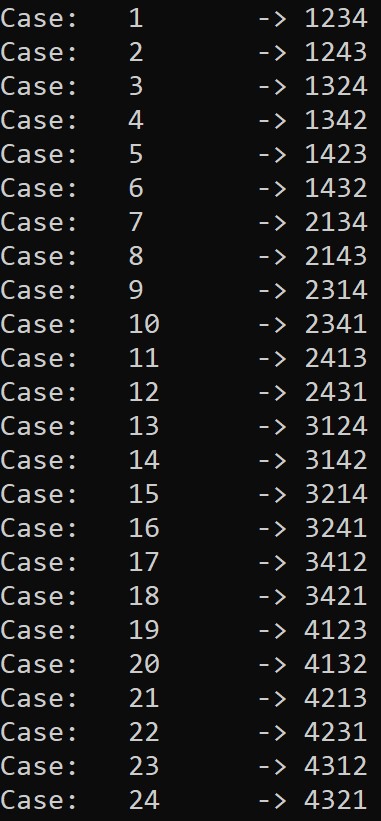 Case: 1 -> 1234
Case: 2 -> 1243
Case: 3 -> 1324
Case: 4 -> 1342
Case: 5 -> 1423
Case: 6 -> 1432
Case: 7 -> 2134
Case: 8 -> 2143
Case: 9 -> 2314
Case: 10 -> 2341
Case: 11 -> 2413
Case: 12 -> 2431
Case: 13 -> 3124
Case: 14 -> 3142
Case: 15 -> 3214
Case: 16 -> 3241
Case: 17 -> 3412
Case: 18 -> 3421
Case: 19 -> 4123
Case: 20 -> 4132
Case: 21 -> 4213
Case: 22 -> 4231
Case: 23 -> 4312
Case: 24 -> 4321